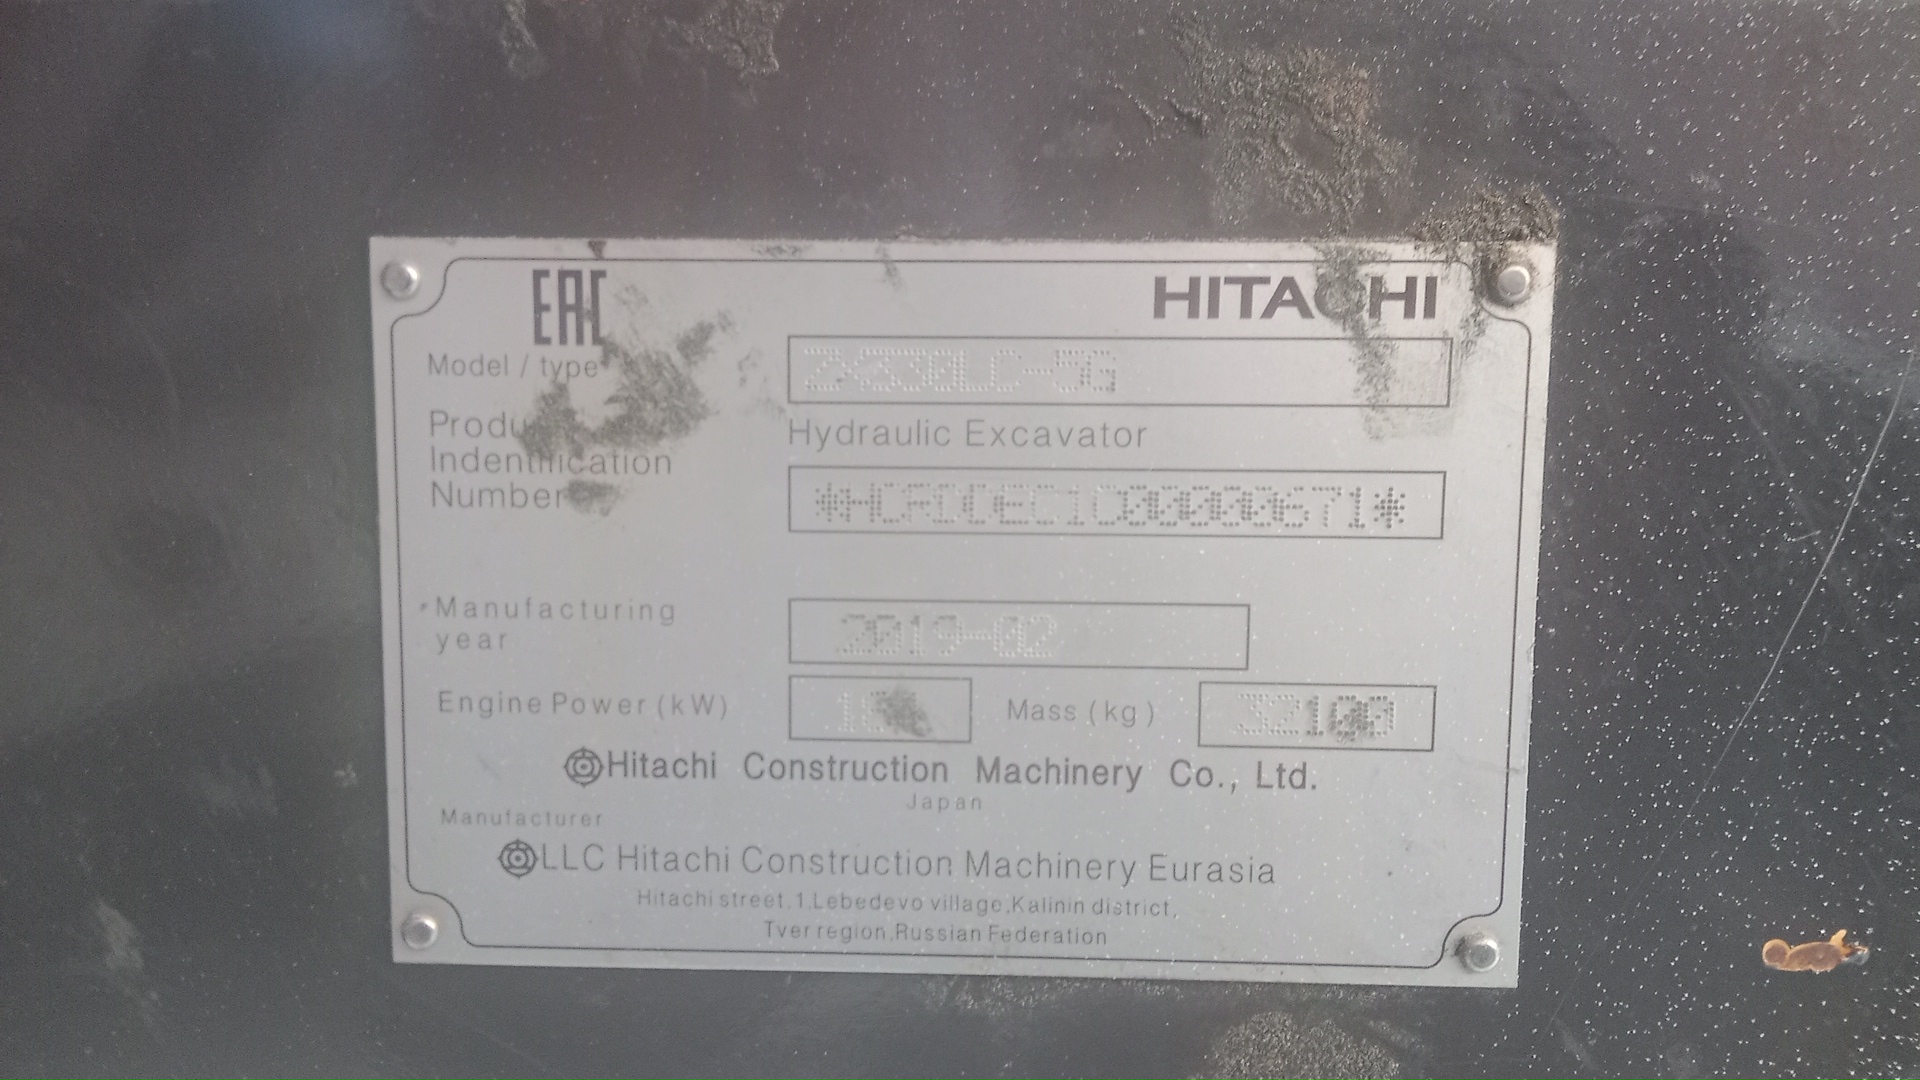 EAC
HITACHI
Model / type ZX330LC-5G
Hydraulic Excavator
Indentification
Number
Manufacturing
year
2019-02
Engine Power (kW)
Mass (kg) 32100
Hitachi Construction Machinery Co., Ltd.
Japan
Manufacturer
LLC Hitachi Construction Machinery Eurasia
Hitachi street,1,Lebedevo village,Kalinin district,
Tver region,Russian Federation